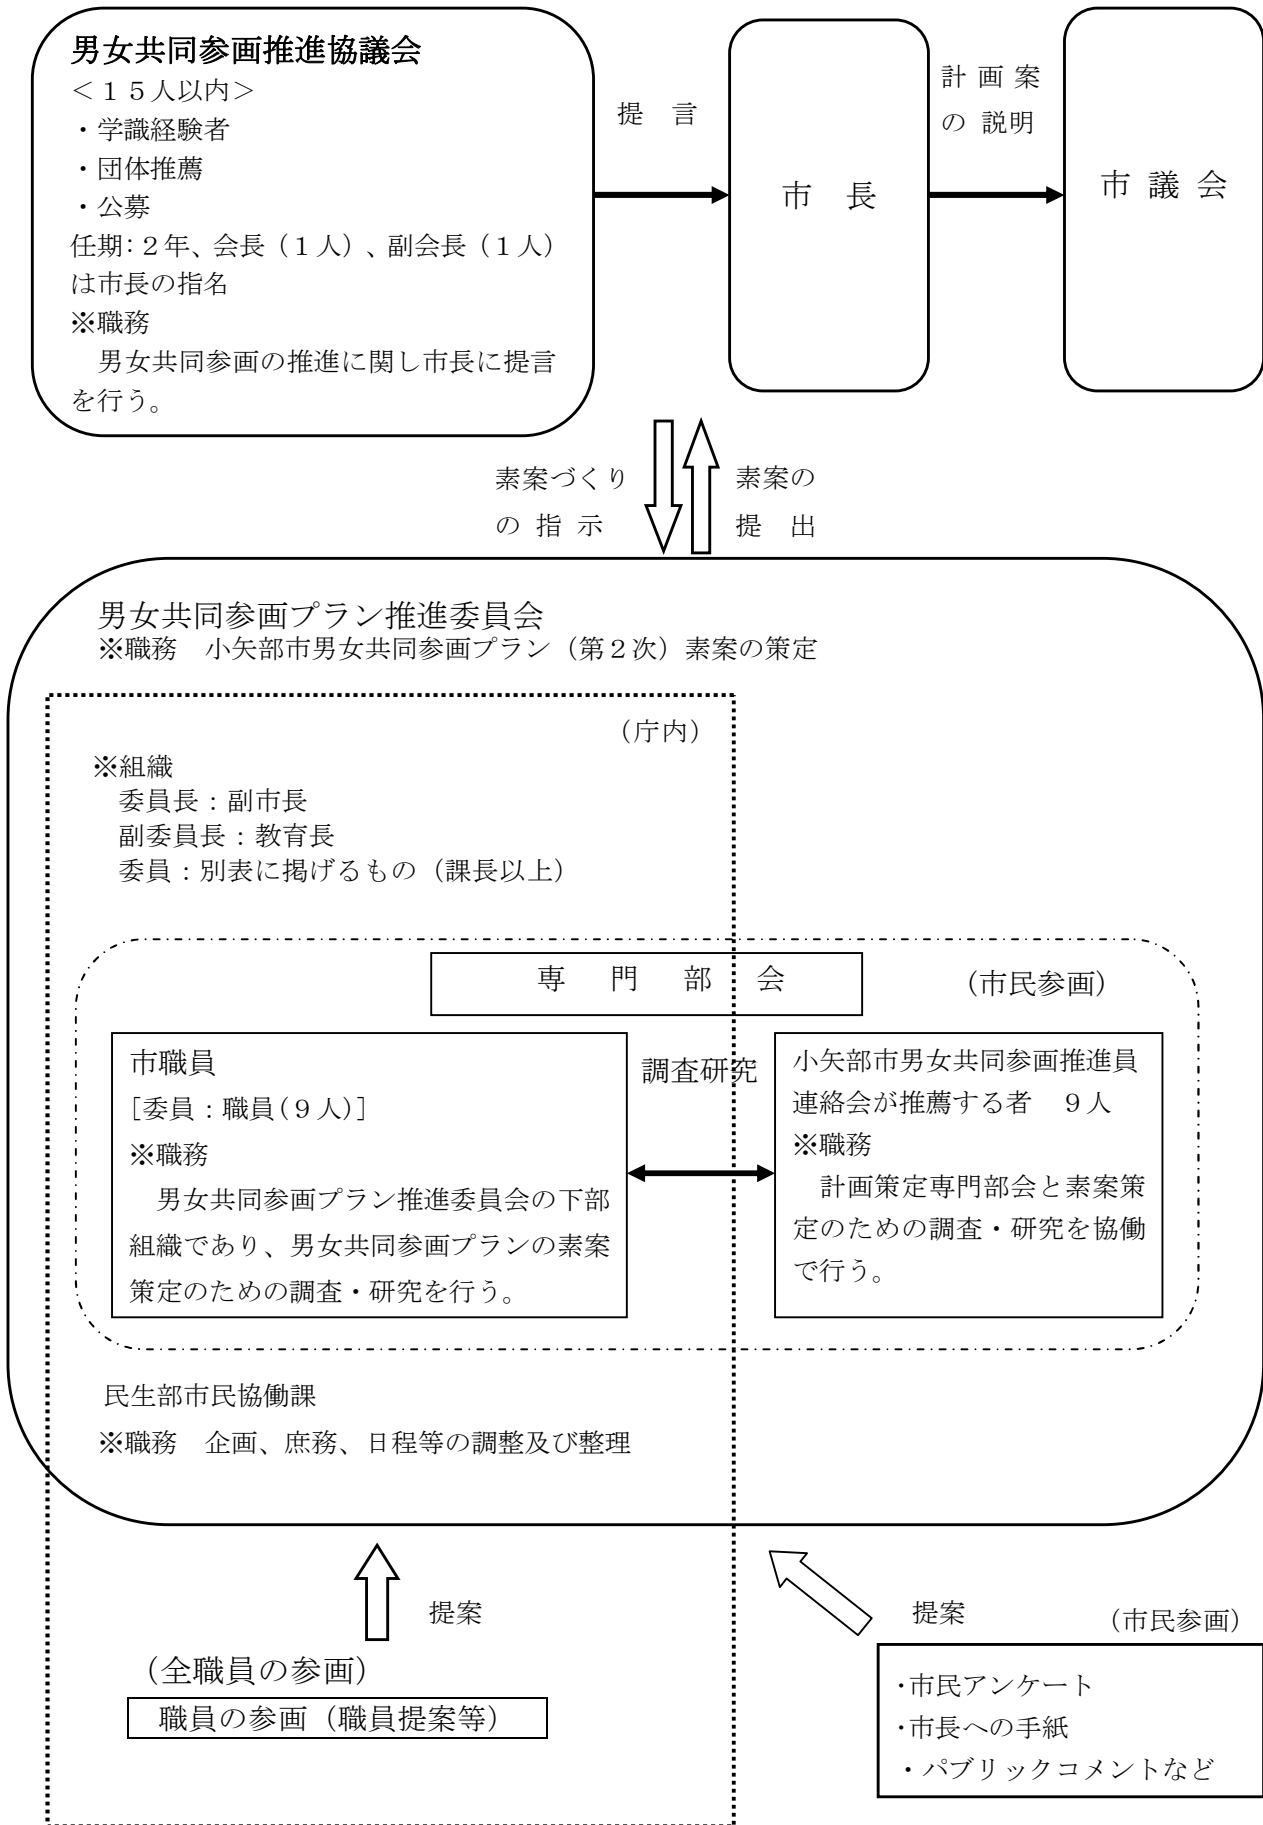 男女共同参画推進協議会
＜１５人以内＞
・学識経験者
・団体推薦
・公募
任期：２年、会長（１人）、副会長（１人）
は市長の指名
※職務
　男女共同参画の推進に関し市長に提言
を行う。
提　言
市　長
計 画 案
の 説明
市 議 会
素案づくり
の 指 示
素案の
提　出
男女共同参画プラン推進委員会
※職務　小矢部市男女共同参画プラン（第２次）素案の策定
（庁内）
※組織
委員長：副市長
副委員長：教育長
委員：別表に掲げるもの（課長以上）
専　門　部　会
（市民参画）
市職員
［委員：職員(９人)］
※職務
　男女共同参画プラン推進委員会の下部
組織であり、男女共同参画プランの素案
策定のための調査・研究を行う。
調査研究
小矢部市男女共同参画推進員
連絡会が推薦する者　９人
※職務
　計画策定専門部会と素案策
定のための調査・研究を協働
で行う。
民生部市民協働課
※職務　企画、庶務、日程等の調整及び整理
提案
（全職員の参画）
職員の参画（職員提案等）
提案
（市民参画）
・市民アンケート
・市長への手紙
・パブリックコメントなど